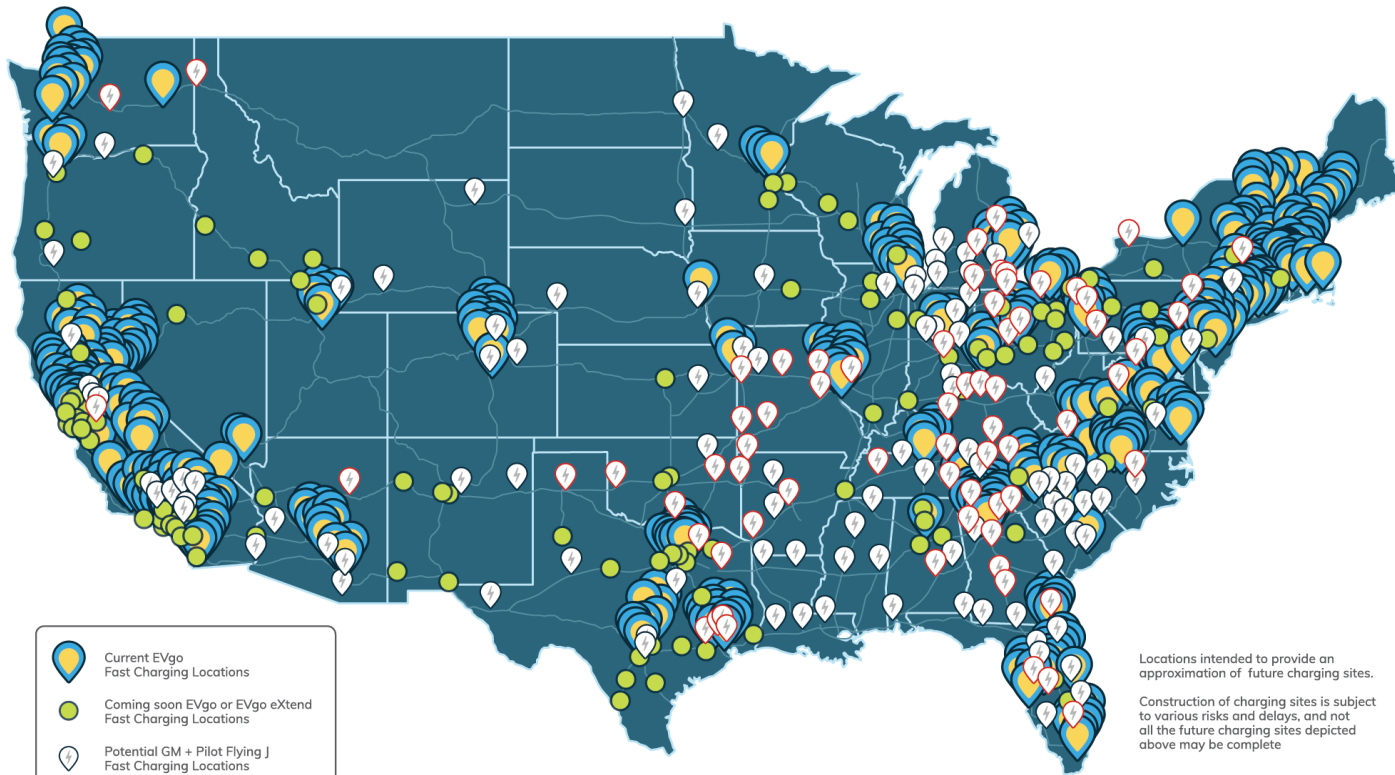 Current EVgo
Fast Charging Locations
Coming soon EVgo or EVgo eXtend
Fast Charging Locations
Potential GM + Pilot Flying J
Fast Charging Locations
Locations intended to provide an
approximation of future charging sites.
Construction of charging sites is subject
to various risks and delays, and not
all the future charging sites depicted
above may be complete